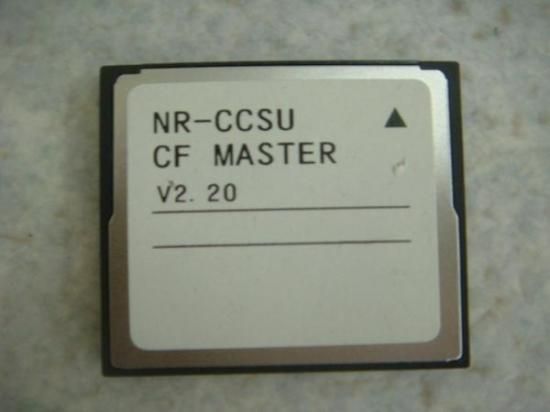 NR-CCSU
CF MASTER
V2.20